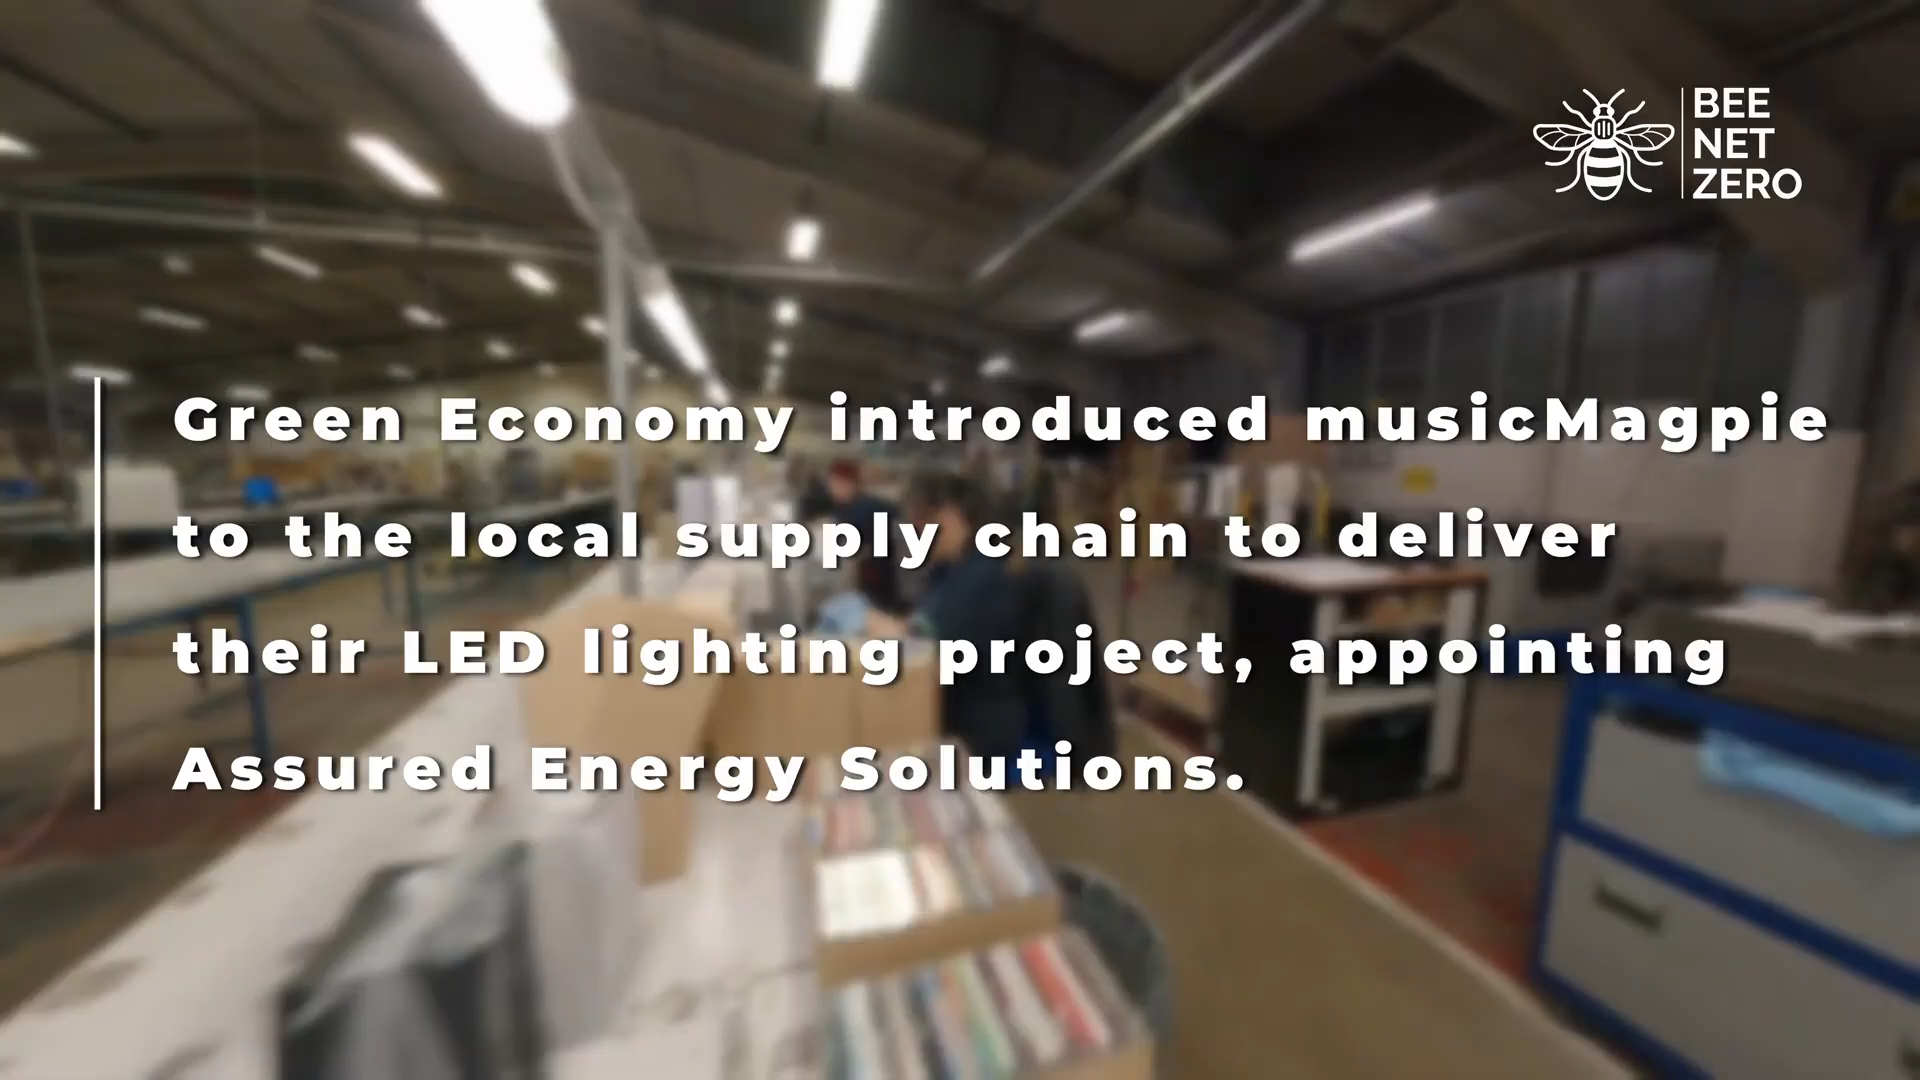 BEE
NET
ZERO
Green Economy introduced musicMagpie
to the local supply chain to deliver
their LED lighting project, appointing
Assured Energy Solutions.